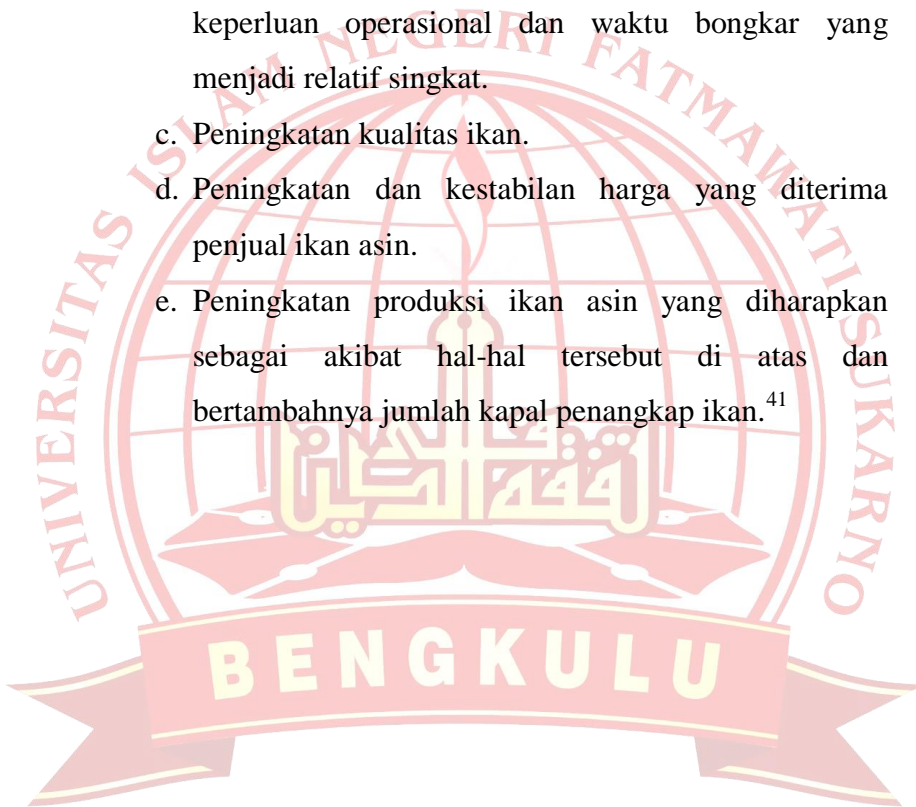 keperluan operasional dan waktu bongkar yang
menjadi relatif singkat.
c. Peningkatan kualitas ikan.
d. Peningkatan dan kestabilan harga yang diterima
penjual ikan asin.
e. Peningkatan produksi ikan asin yang diharapkan
sebagai akibat hal-hal tersebut di atas dan
bertambahnya jumlah kapal penangkap ikan.41
UNIVERSITAS ISLAM NEGERI FATMAWATI SUKARNO
BENGKULU